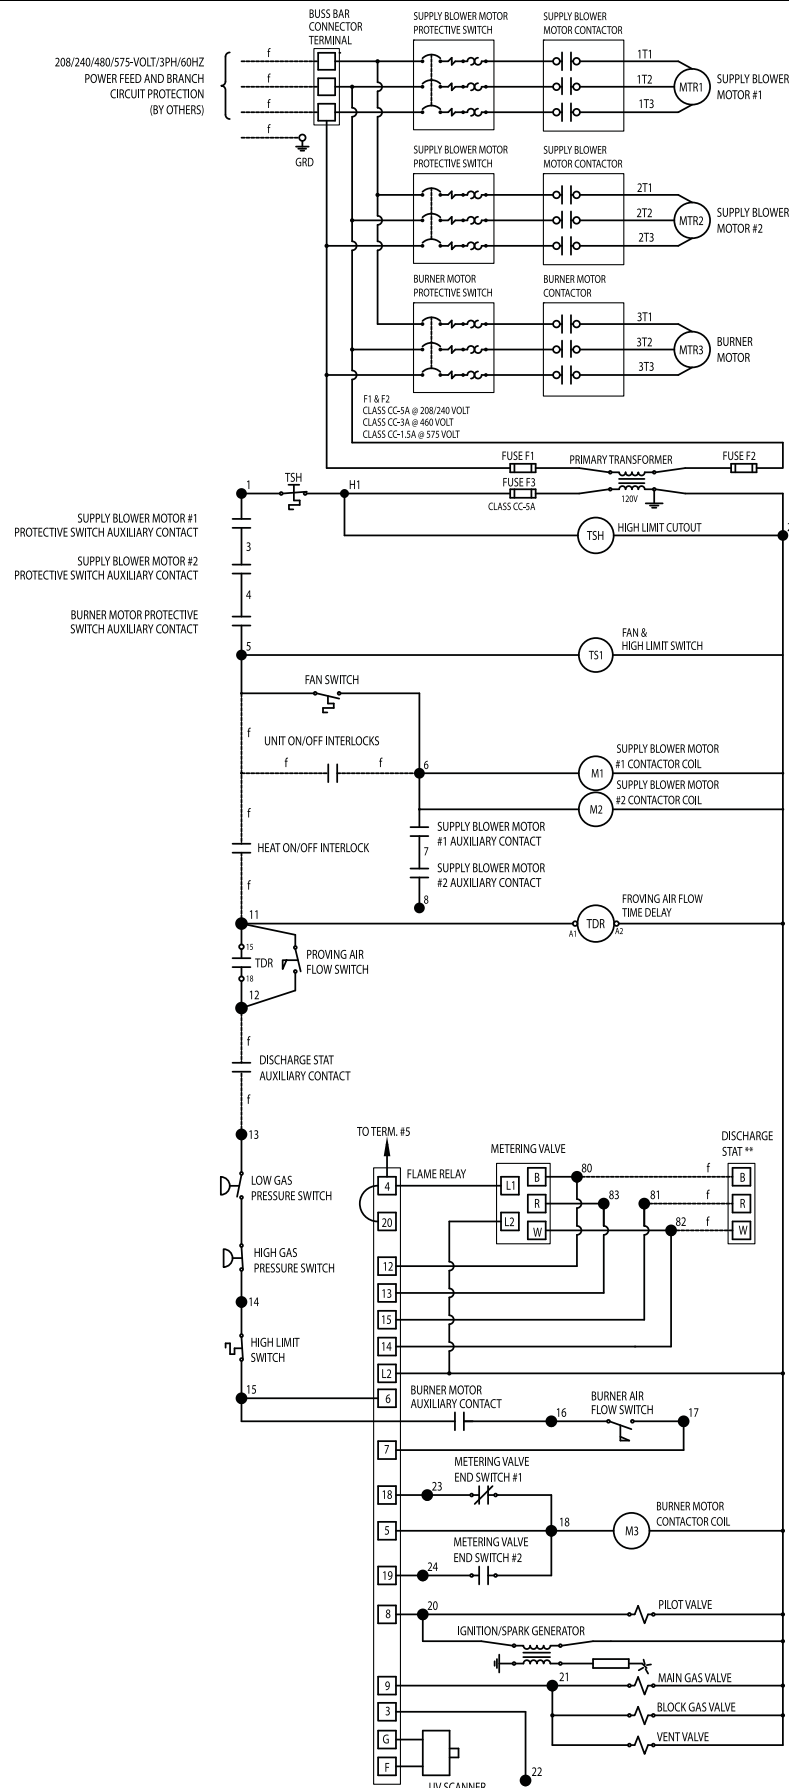 BUSS BAR
CONNECTOR
TERMINAL
SUPPLY BLOWER MOTOR
PROTECTIVE SWITCH
SUPPLY BLOWER
MOTOR CONTACTOR
208/240/480/575-VOLT/3PH/60HZ
POWER FEED AND BRANCH
CIRCUIT PROTECTION
(BY OTHERS)
f
f
f
f
GRD
1T1
1T2
1T3
MTR1
SUPPLY BLOWER
MOTOR #1
SUPPLY BLOWER MOTOR
PROTECTIVE SWITCH
SUPPLY BLOWER
MOTOR CONTACTOR
2T1
2T2
2T3
MTR2
SUPPLY BLOWER
MOTOR #2
BURNER MOTOR
PROTECTIVE SWITCH
BURNER MOTOR
CONTACTOR
3T1
3T2
3T3
MTR3
BURNER
MOTOR
F1 & F2
CLASS CC-5A @ 208/240 VOLT
CLASS CC-3A @ 460 VOLT
CLASS CC-1.5A @ 575 VOLT
FUSE F1
PRIMARY TRANSFORMER
FUSE F2
1
TSH
H1
FUSE F3
CLASS CC-5A
120V
SUPPLY BLOWER MOTOR #1
PROTECTIVE SWITCH AUXILIARY CONTACT
TSH
HIGH LIMIT CUTOUT
3
SUPPLY BLOWER MOTOR #2
PROTECTIVE SWITCH AUXILIARY CONTACT
4
BURNER MOTOR PROTECTIVE
SWITCH AUXILIARY CONTACT
5
TS1
FAN &
HIGH LIMIT SWITCH
FAN SWITCH
f
UNIT ON/OFF INTERLOCKS
f
f
6
M1
SUPPLY BLOWER MOTOR
#1 CONTACTOR COIL
M2
SUPPLY BLOWER MOTOR
#2 CONTACTOR COIL
f
SUPPLY BLOWER MOTOR
#1 AUXILIARY CONTACT
7
HEAT ON/OFF INTERLOCK
SUPPLY BLOWER MOTOR
#2 AUXILIARY CONTACT
f
8
11
FROVING AIR FLOW
TIME DELAY
A1
TDR
A2
15
TDR
18
PROVING AIR
FLOW SWITCH
12
f
DISCHARGE STAT
AUXILIARY CONTACT
f
13
TO TERM. #5
FLAME RELAY
METERING VALVE
DISCHARGE
STAT **
4
L1
B
80
f
B
20
R
83
81
f
R
L2
W
82
f
W
LOW GAS
PRESSURE SWITCH
HIGH GAS
PRESSURE SWITCH
12
13
14
15
14
HIGH LIMIT
SWITCH
L2
15
6
BURNER MOTOR
AUXILIARY CONTACT
16
BURNER AIR
FLOW SWITCH
17
7
METERING VALVE
END SWITCH #1
18
23
5
18
M3
BURNER MOTOR
CONTACTOR COIL
METERING VALVE
END SWITCH #2
19
24
8
20
PILOT VALVE
IGNITION/SPARK GENERATOR
9
21
MAIN GAS VALVE
3
BLOCK GAS VALVE
G
VENT VALVE
F
22
UV SCANNER